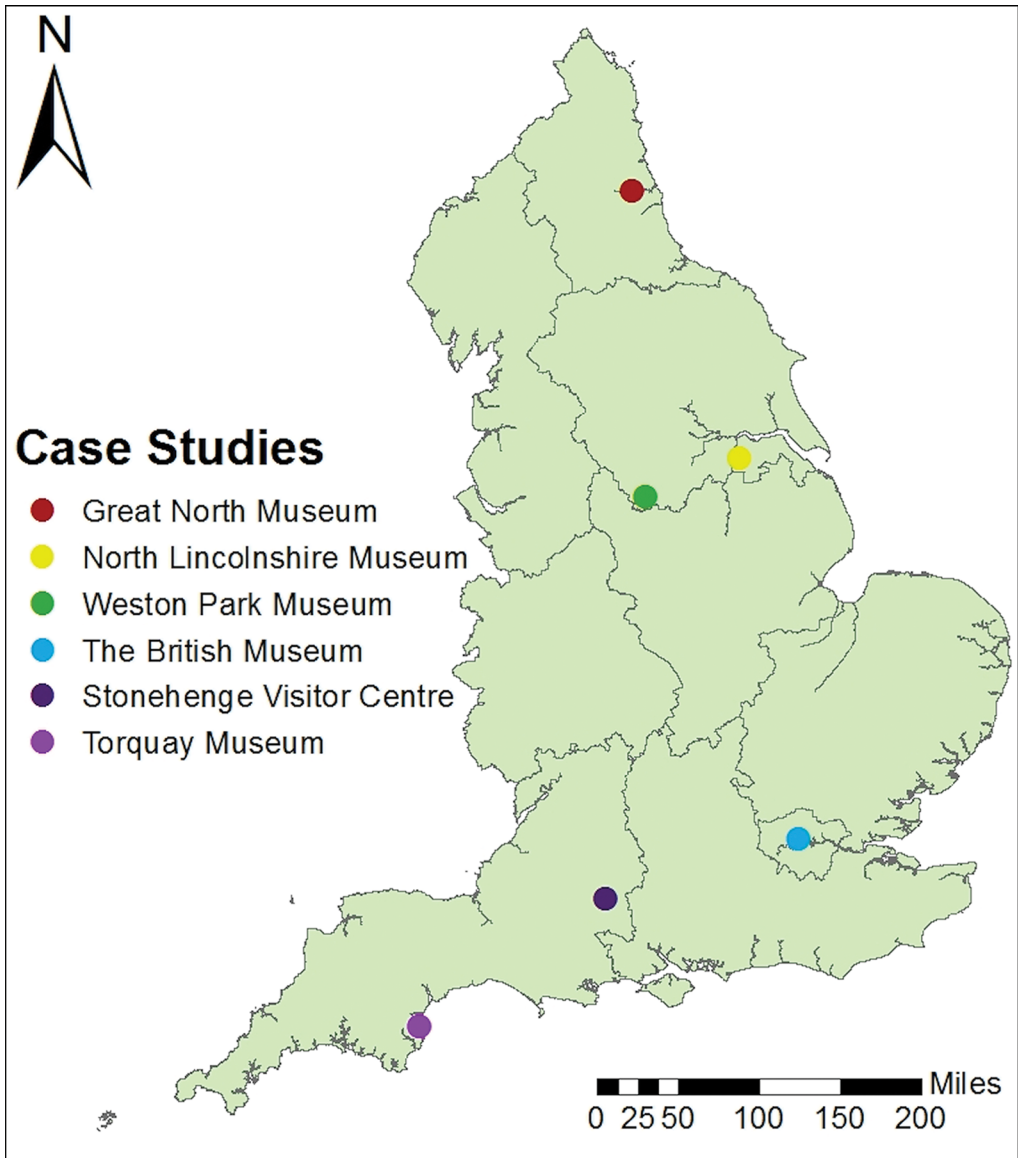 N
Case Studies
Great North Museum
North Lincolnshire Museum
Weston Park Museum
The British Museum
Stonehenge Visitor Centre
Torquay Museum
Miles
0 25 50 100 150 200